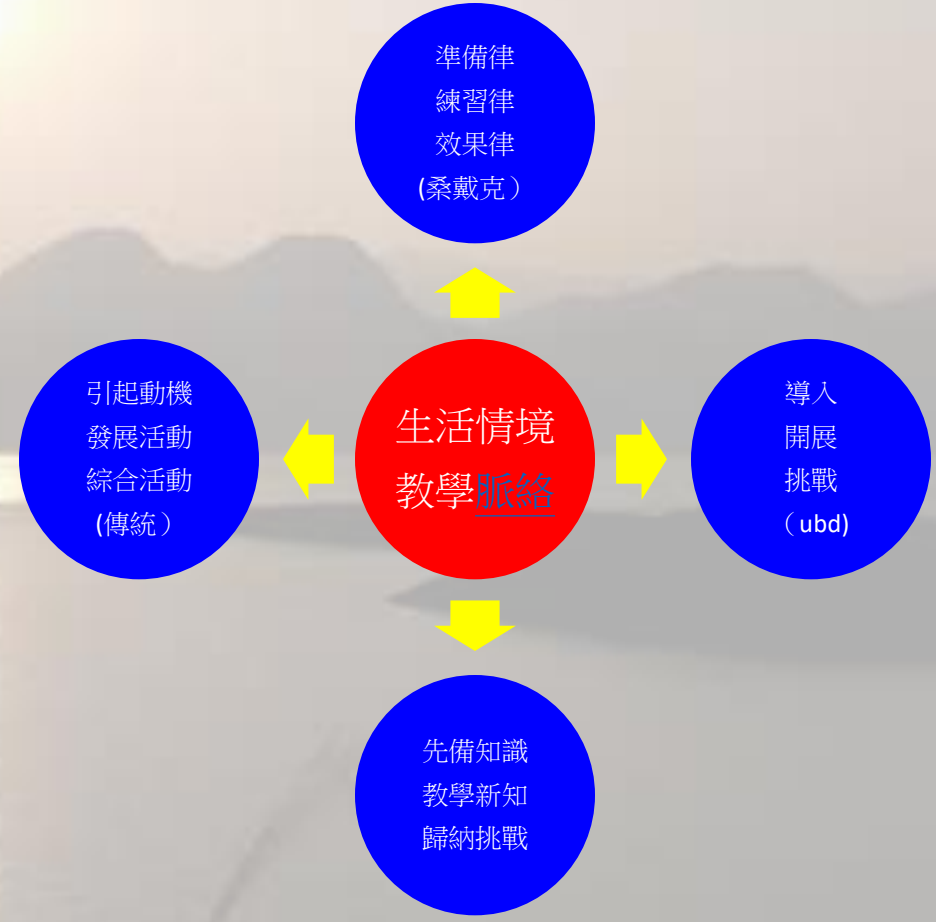 準備律
練習律
效果律
(桑戴克）
引起動機
發展活動
綜合活動
(傳統）
生活情境
教學脈絡
導入
開展
挑戰
（ubd)
先備知識
教學新知
歸納挑戰